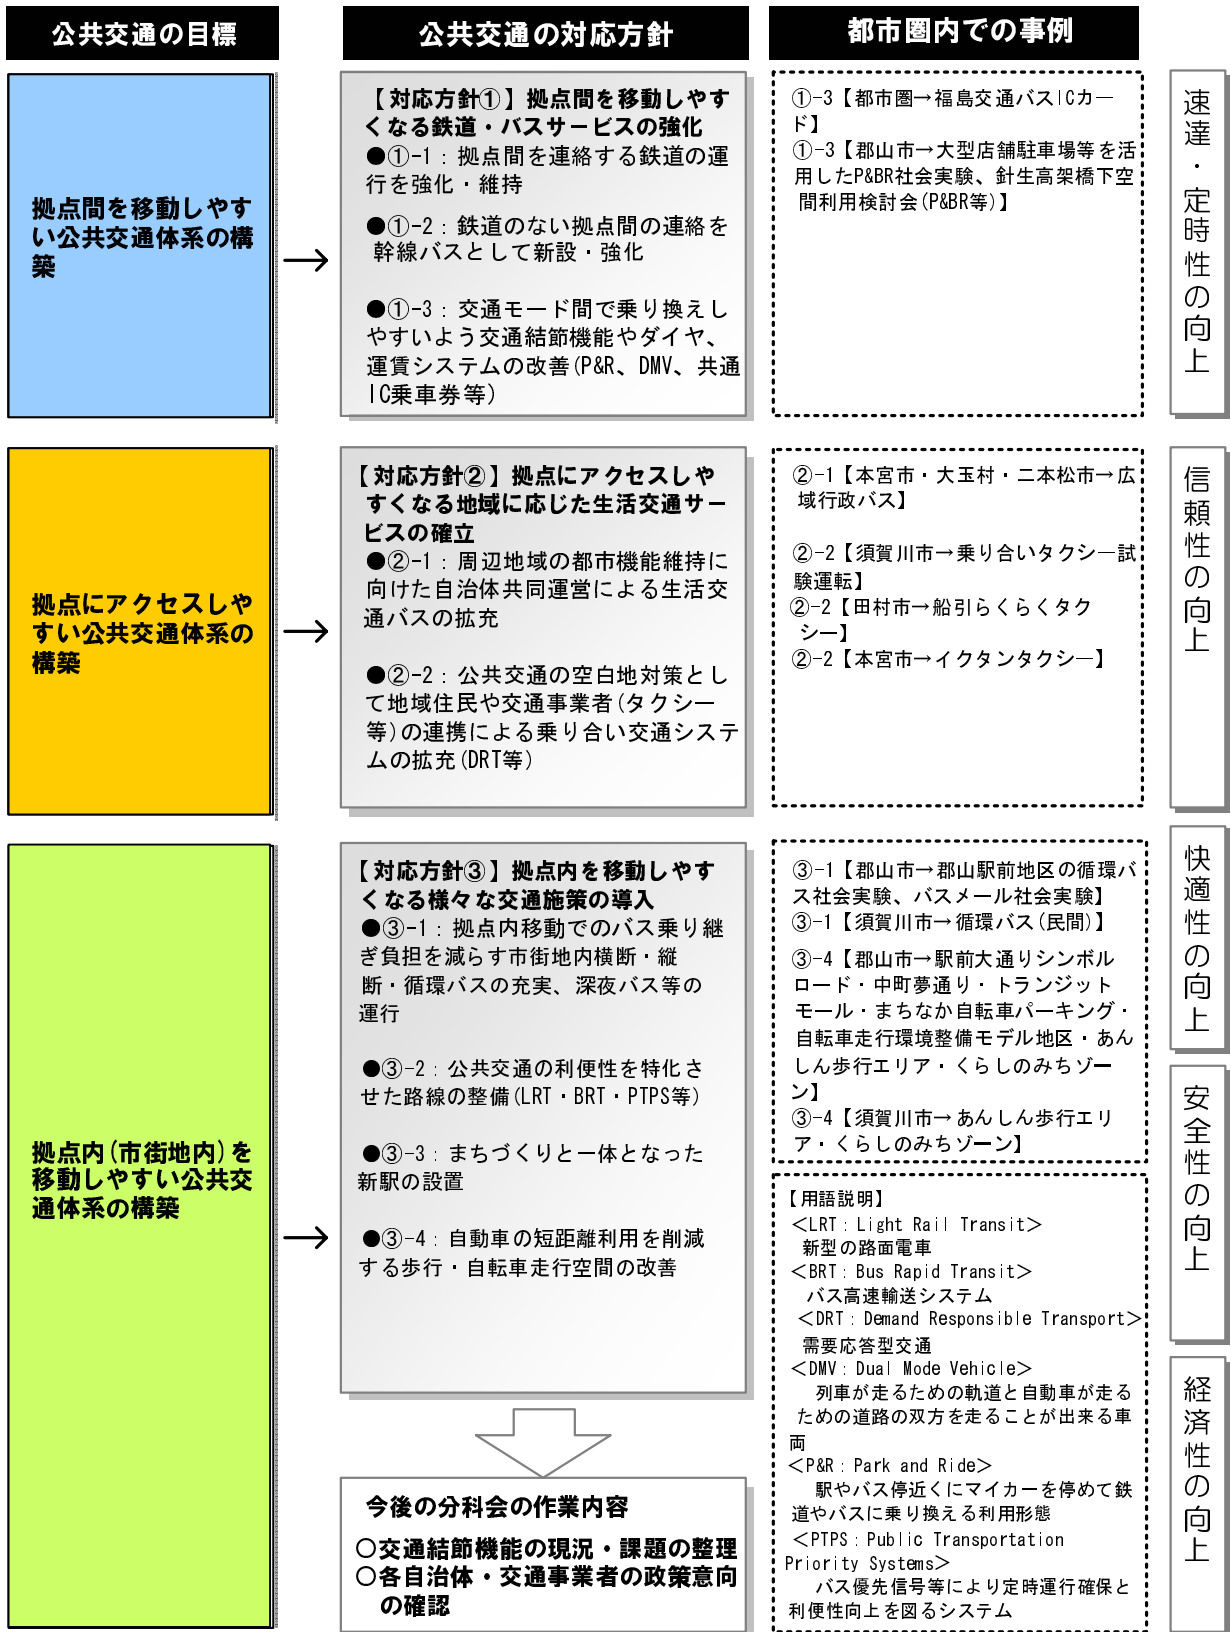 公共交通の目標
公共交通の対応方針
都市圏内での事例
拠点間を移動しやす
い公共交通体系の構
築
【対応方針①】拠点間を移動しやす
くなる鉄道・バスサービスの強化
●①-1：拠点間を連絡する鉄道の運
行を強化・維持
●①-2：鉄道のない拠点間の連絡を
幹線バスとして新設・強化
●①-3：交通モード間で乗り換えし
やすいよう交通結節機能やダイヤ、
運賃システムの改善(P&R、DMV、共通
IC乗車券等)
①-3【都市圏→福島交通バスICカー
ド】
①-3【郡山市→大型店舗駐車場等を活
用したP&BR社会実験、針生高架橋下空
間利用検討会(P&BR等)】
速達・定時性の向上
拠点にアクセスしや
すい公共交通体系の
構築
【対応方針②】拠点にアクセスしや
すくなる地域に応じた生活交通サー
ビスの確立
●②-1：周辺地域の都市機能維持に
向けた自治体共同運営による生活交
通バスの拡充
●②-2：公共交通の空白地対策とし
て地域住民や交通事業者(タクシー
等)の連携による乗り合い交通システ
ムの拡充(DRT等)
②-1【本宮市・大玉村・二本松市→広
域行政バス】
②-2【須賀川市→乗り合いタクシー試
験運転】
②-2【田村市→船引らくらくタク
シー】
②-2【本宮市→イクタンタクシー】
信頼性の向上
拠点内(市街地内)を
移動しやすい公共交
通体系の構築
【対応方針③】拠点内を移動しやす
くなる様々な交通施策の導入
●③-1：拠点内移動でのバス乗り継
ぎ負担を減らす市街地内横断・縦
断・循環バスの充実、深夜バス等の
運行
●③-2：公共交通の利便性を特化さ
せた路線の整備(LRT・BRT・PTPS等)
●③-3：まちづくりと一体となった
新駅の設置
●③-4：自動車の短距離利用を削減
する歩行・自転車走行空間の改善
③-1【郡山市→郡山駅前地区の循環バ
ス社会実験、バスメール社会実験】
③-1【須賀川市→循環バス(民間)】
③-4【郡山市→駅前大通りシンボル
ロード・中町夢通り・トランジット
モール・まちなか自転車パーキング・
自転車走行環境整備モデル地区・あん
しん歩行エリア・くらしのみちゾー
ン】
③-4【須賀川市→あんしん歩行エリ
ア・くらしのみちゾーン】
快適性の向上
安全性の向上
経済性の向上
【用語説明】
＜LRT：Light Rail Transit＞
新型の路面電車
＜BRT：Bus Rapid Transit＞
バス高速輸送システム
＜DRT：Demand Responsible Transport＞
需要応答型交通
＜DMV：Dual Mode Vehicle＞
列車が走るための軌道と自動車が走る
ための道路の双方を走ることが出来る車
両
＜P&R：Park and Ride＞
駅やバス停近くにマイカーを停めて鉄
道やバスに乗り換える利用形態
＜PTPS：Public Transportation
Priority Systems＞
バス優先信号等により定時運行確保と
利便性向上を図るシステム
今後の分科会の作業内容
○交通結節機能の現況・課題の整理
○各自治体・交通事業者の政策意向
の確認